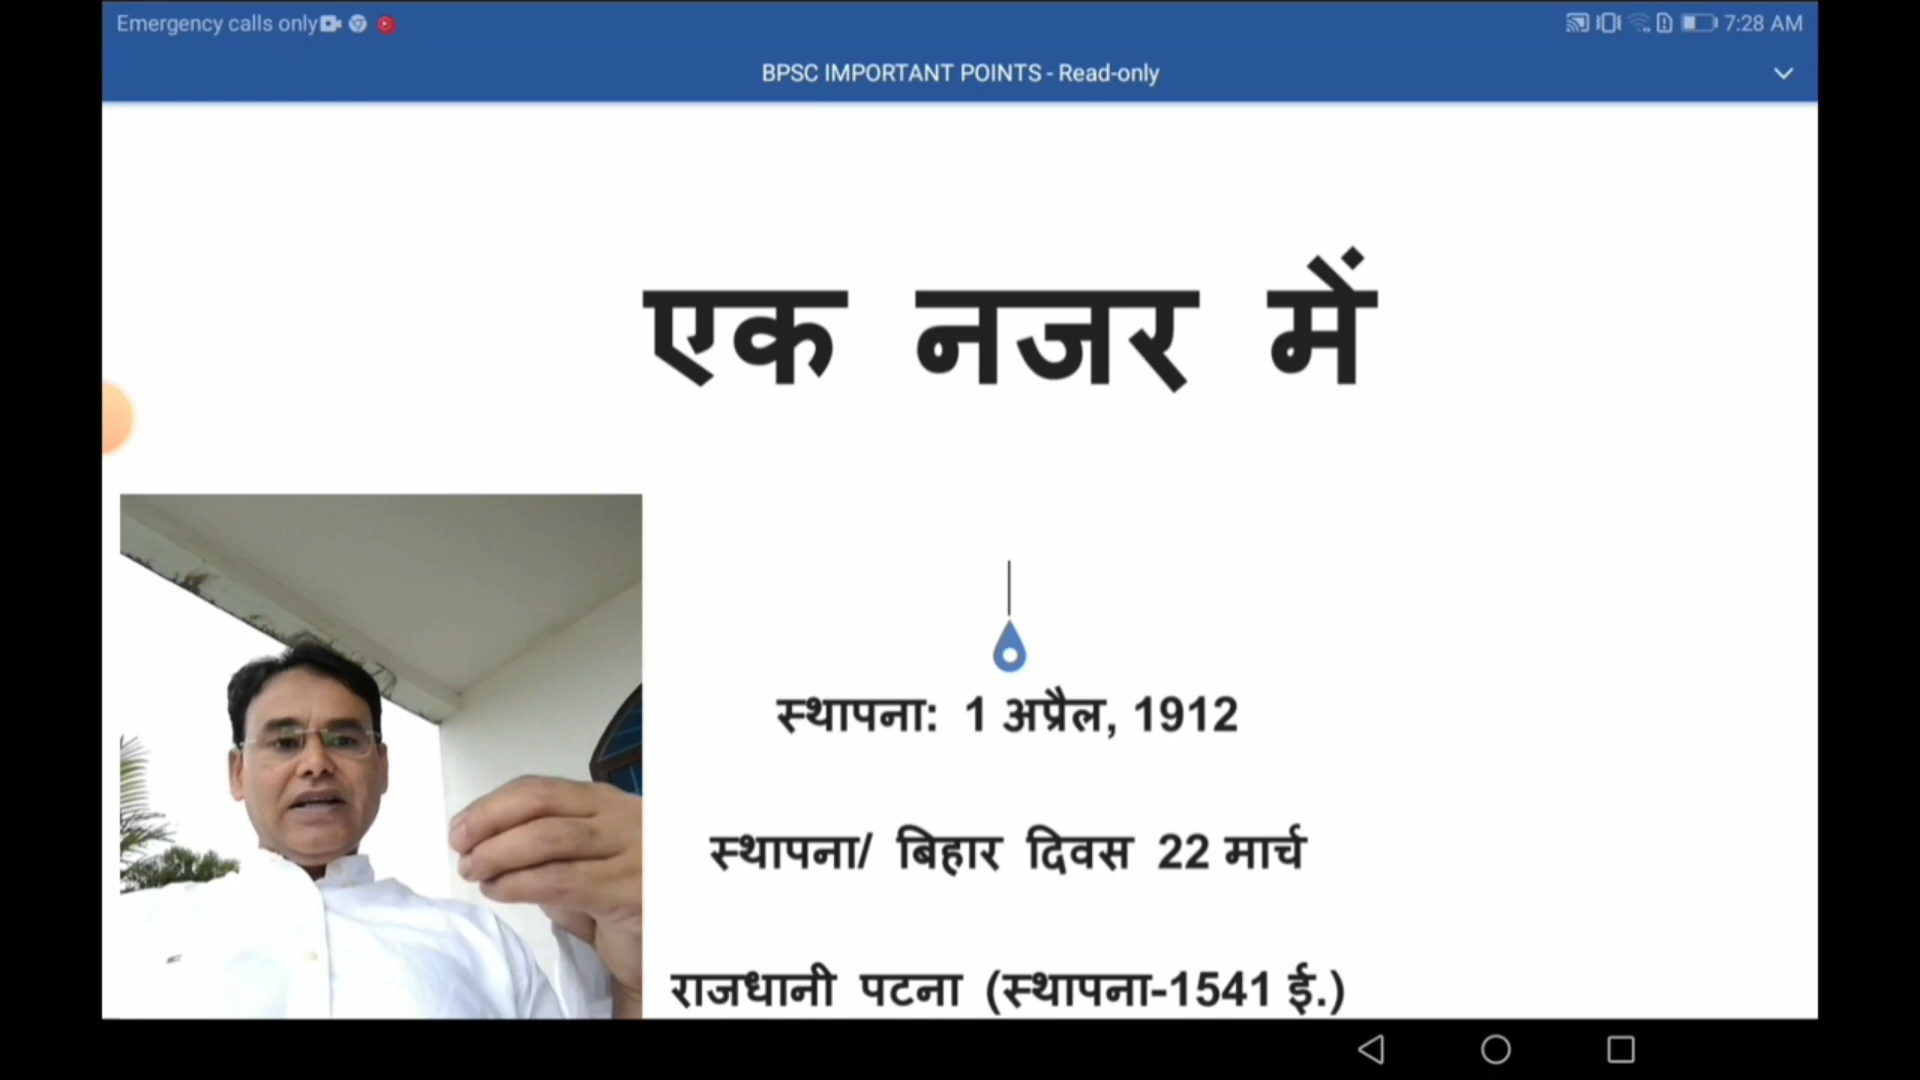 Emergency calls only
7:28 AM
BPSC IMPORTANT POINTS - Read-only
एक नजर में
स्थापना: 1 अप्रैल, 1912
स्थापना/ बिहार दिवस 22 मार्च
राजधानी पटना (स्थापना-1541 ई.)